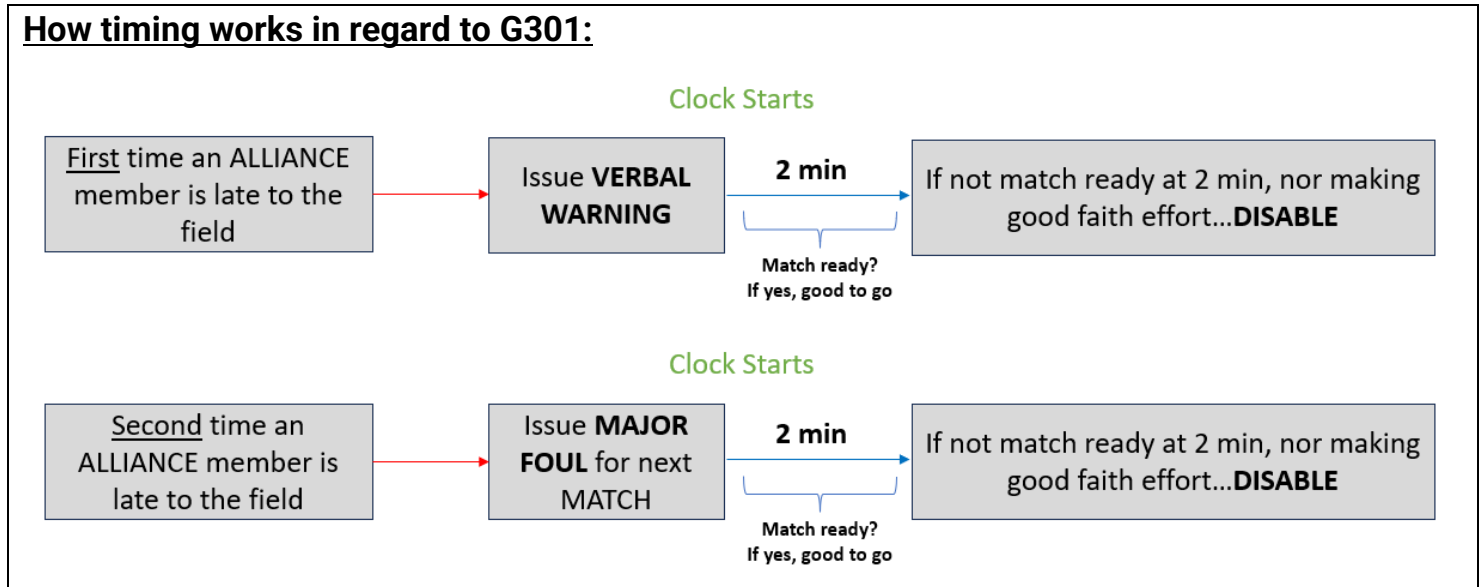 How timing works in regard to G301:
Clock Starts
First time an ALLIANCE
member is late to the
field
Issue VERBAL
WARNING
2 min
Match ready?
If yes, good to go
If not match ready at 2 min, nor making
good faith effort...DISABLE
Clock Starts
Second time an
ALLIANCE member is
late to the field
Issue MAJOR
FOUL for next
MATCH
2 min
Match ready?
If yes, good to go
If not match ready at 2 min, nor making
good faith effort...DISABLE